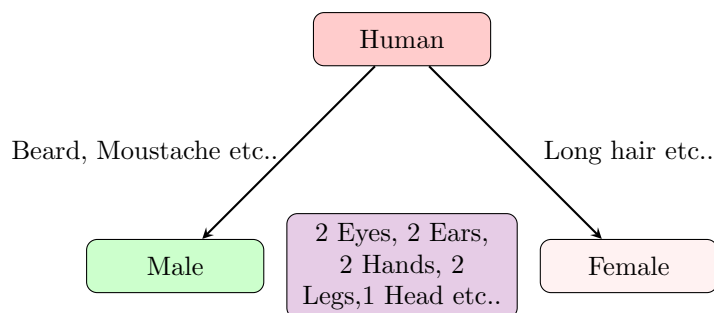 Human
Beard, Moustache etc..
Long hair etc..
Male
2 Eyes, 2 Ears,
2 Hands, 2
Legs,1 Head etc..
Female